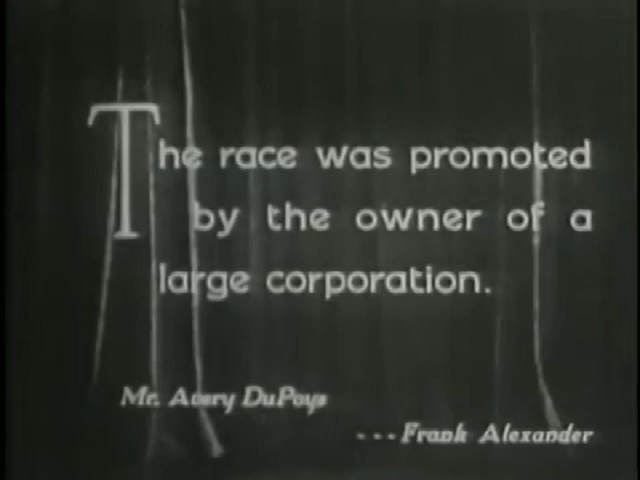 The race was promoted
by the owner of a
large corporation.
Mr. Avery DuPoys
---Frank Alexander